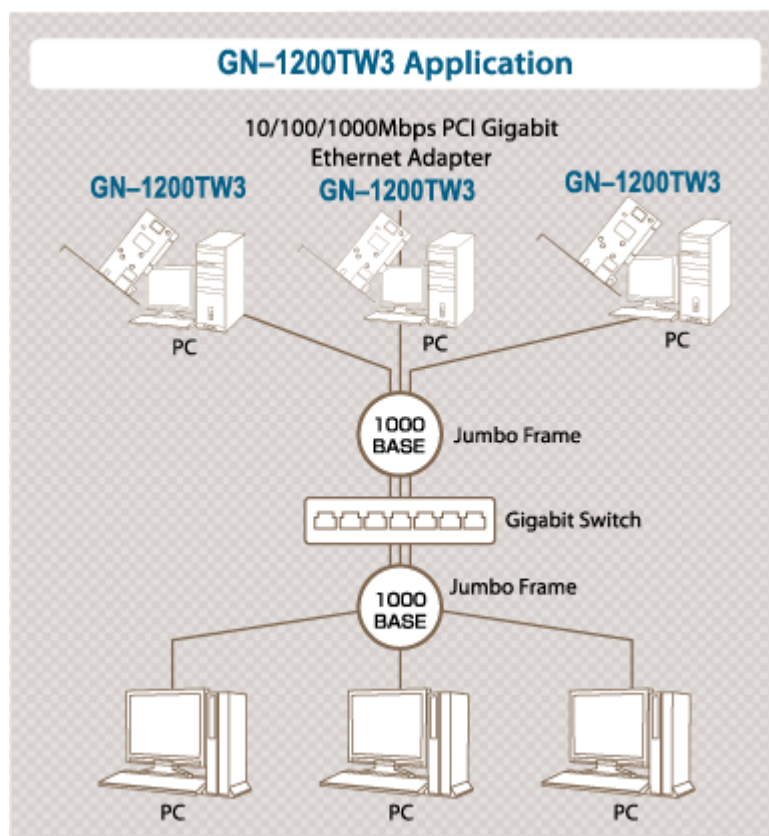 GN–1200TW3 Application
10/100/1000Mbps PCI Gigabit
Ethernet Adapter
GN–1200TW3
GN–1200TW3
GN–1200TW3
PC
PC
PC
1000
BASE
Jumbo Frame
Gigabit Switch
1000
BASE
Jumbo Frame
PC
PC
PC